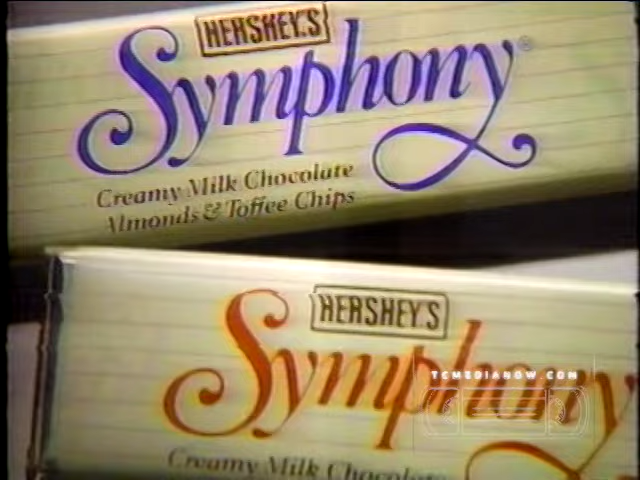 HERSHEY'S
Symphony®
Creamy Milk Chocolate
Almonds & Toffee Chips
HERSHEY'S
Symphony
Creamy Milk Chocolate
TCMEDIANOW.COM